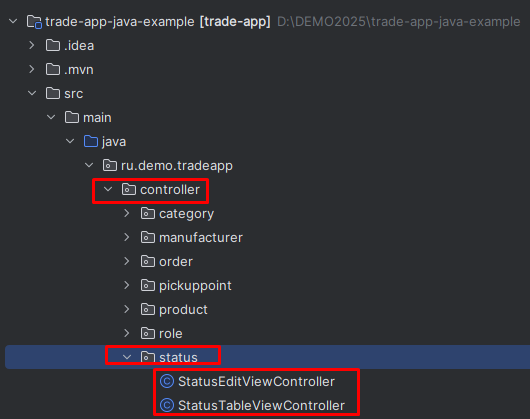 trade-app-java-example [trade-app] D:\DEMO2025\trade-app-java-example
.idea
.mvn
src
main
java
ru.demo.tradeapp
controller
category
manufacturer
order
pickuppoint
product
role
status
StatusEditViewController
StatusTableViewController